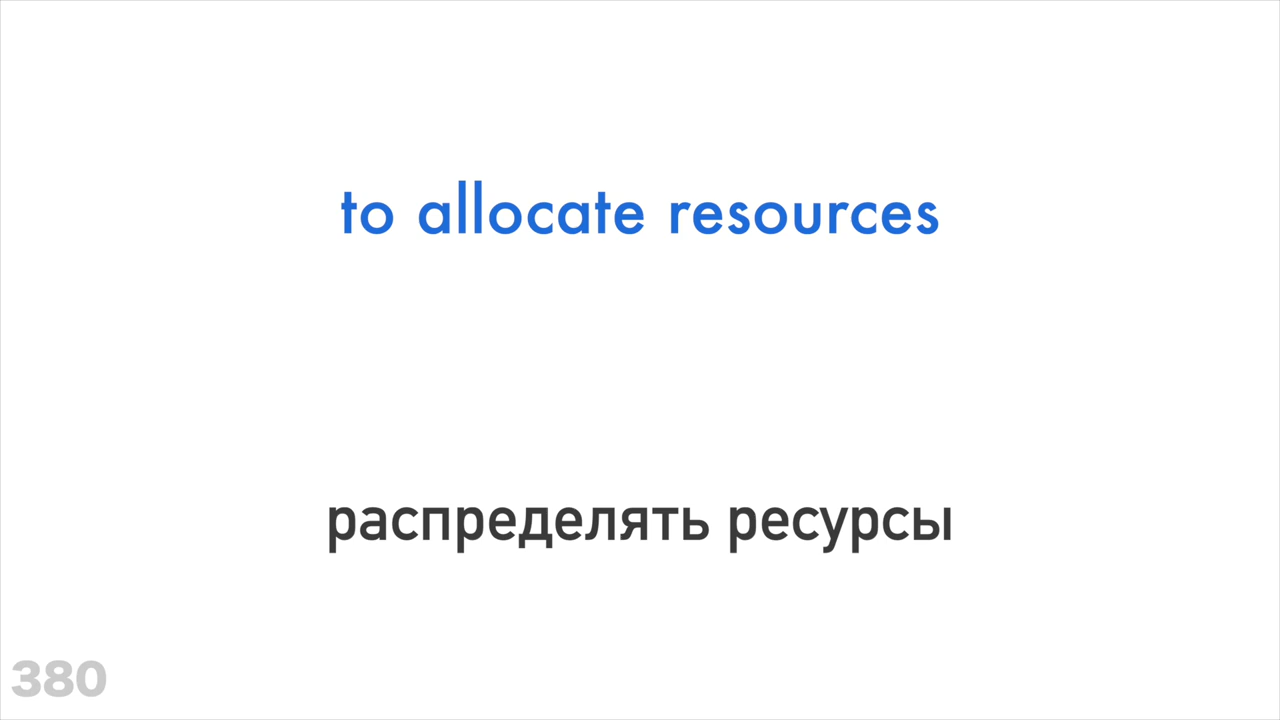 to allocate resources
распределять ресурсы
380